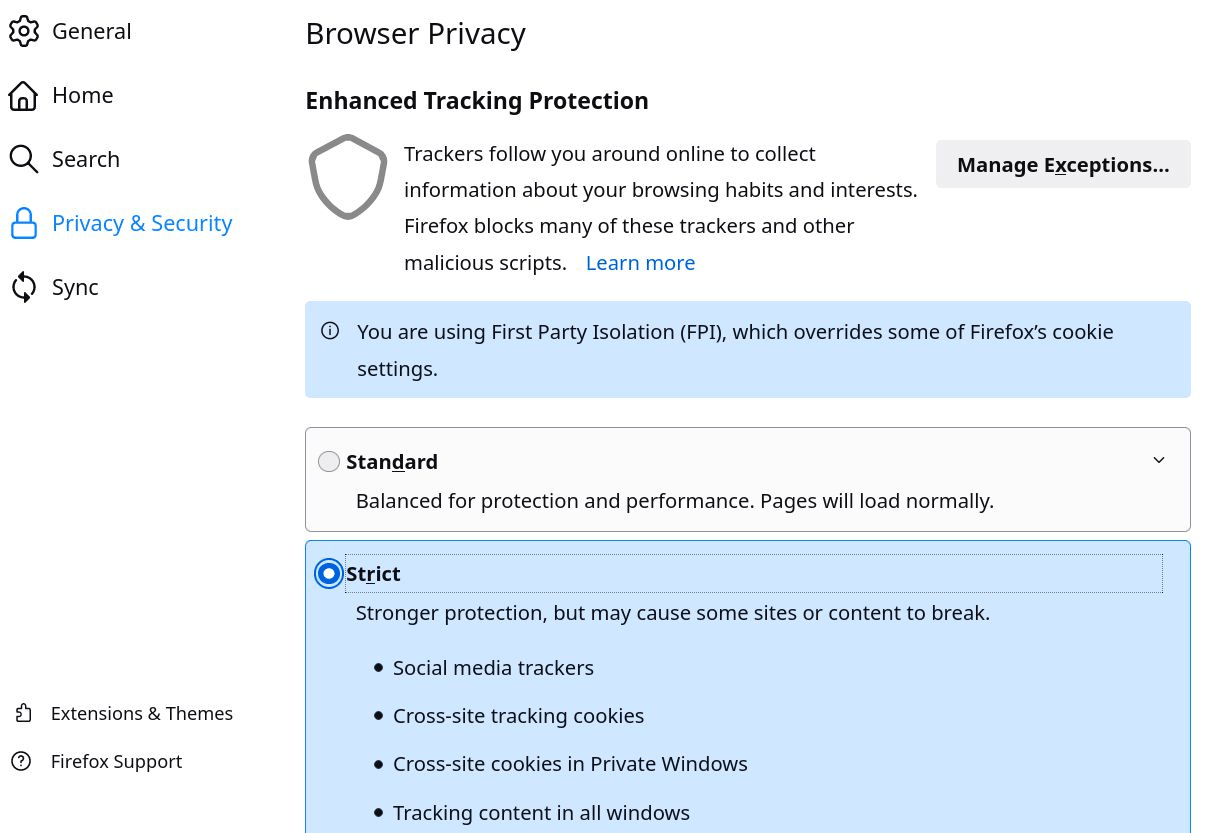 General
Home
Search
Privacy & Security
Sync
Extensions & Themes
Firefox Support
Browser Privacy
Enhanced Tracking Protection
Trackers follow you around online to collect
information about your browsing habits and interests.
Firefox blocks many of these trackers and other
malicious scripts. Learn more
Manage Exceptions...
You are using First Party Isolation (FPI), which overrides some of Firefox’s cookie
settings.
Standard
Balanced for protection and performance. Pages will load normally.
Strict
Stronger protection, but may cause some sites or content to break.
• Social media trackers
• Cross-site tracking cookies
• Cross-site cookies in Private Windows
• Tracking content in all windows